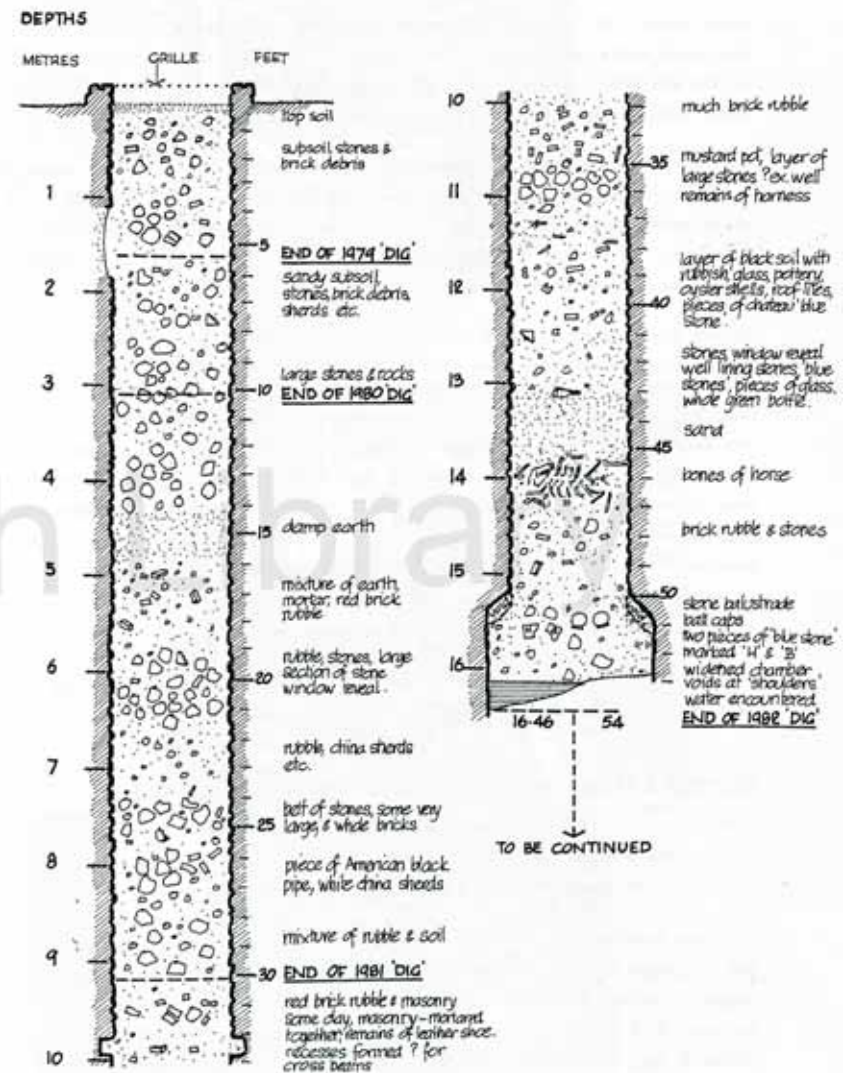 DEPTHS
METRES
GRILLE
FEET
top soil
subsoil, stones &
brick debris
1
5
END OF 1979 'DIG'
2
sandy subsoil,
stones, brick debris,
sherds etc.
3
large stones & rocks
10
END OF 1980 'DIG'
4
15
damp earth
5
mixture of earth,
mortar, red brick
rubble
6
20
rubble, stones, large
section of stone
window reveal
7
rubble, china sherds
etc.
25
belt of stones, some very
large, & whole bricks
8
piece of American black
pipe, white china sherds
9
mixture of rubble & soil
30
END OF 1981 'DIG'
red brick rubble & masonry
some clay, masonry - mortared
together, remains of leather shoe.
recesses formed ? for
cross beams
10
10
much brick rubble
35
11
mustard pot, layer of
large stones ? ex. well
remains of harness
12
40
layer of black soil with
rubbish, glass, pottery,
oyster shells, roof tiles,
pieces of chateau 'blue
stone'
13
stones, window reveal
well lining stones, 'blue
stones', pieces of glass,
whole green bottle.
sand
45
14
bones of horse
brick rubble & stones
15
50
stone balustrade
ball caps
two pieces of 'blue stone'
marked 'H' & 'B'
16
widened chamber
voids at 'shoulders'
water encountered
16·46
54
END OF 1982 'DIG'
TO BE CONTINUED
h
bra